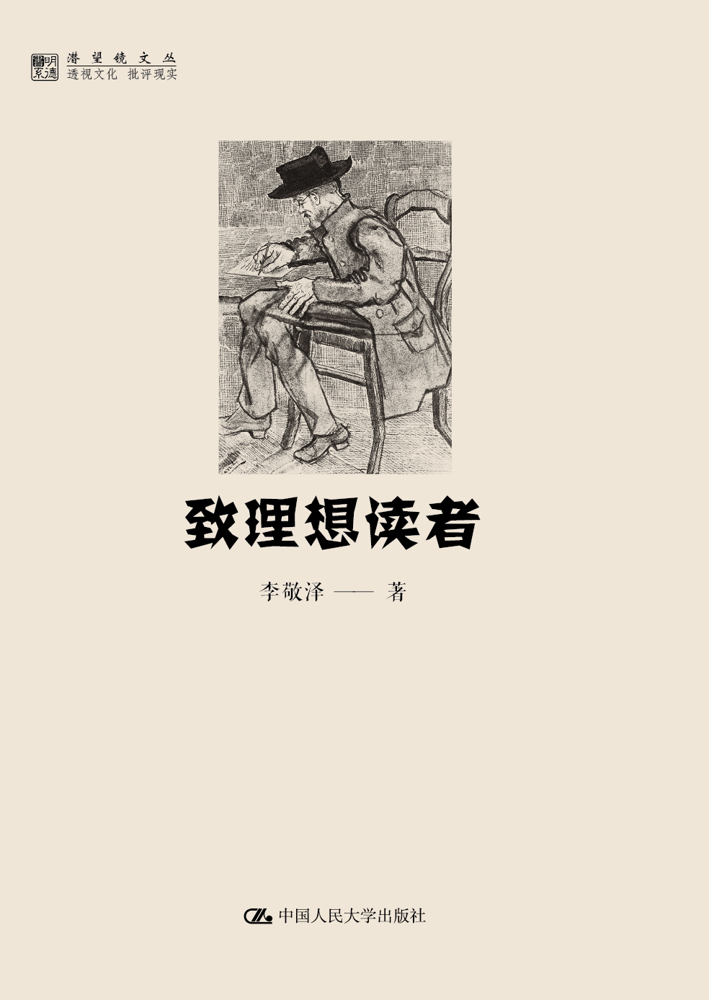 明德書系
潜望镜文丛
透视文化 批评现实
致理想读者
李敬泽 —— 著
中国人民大学出版社